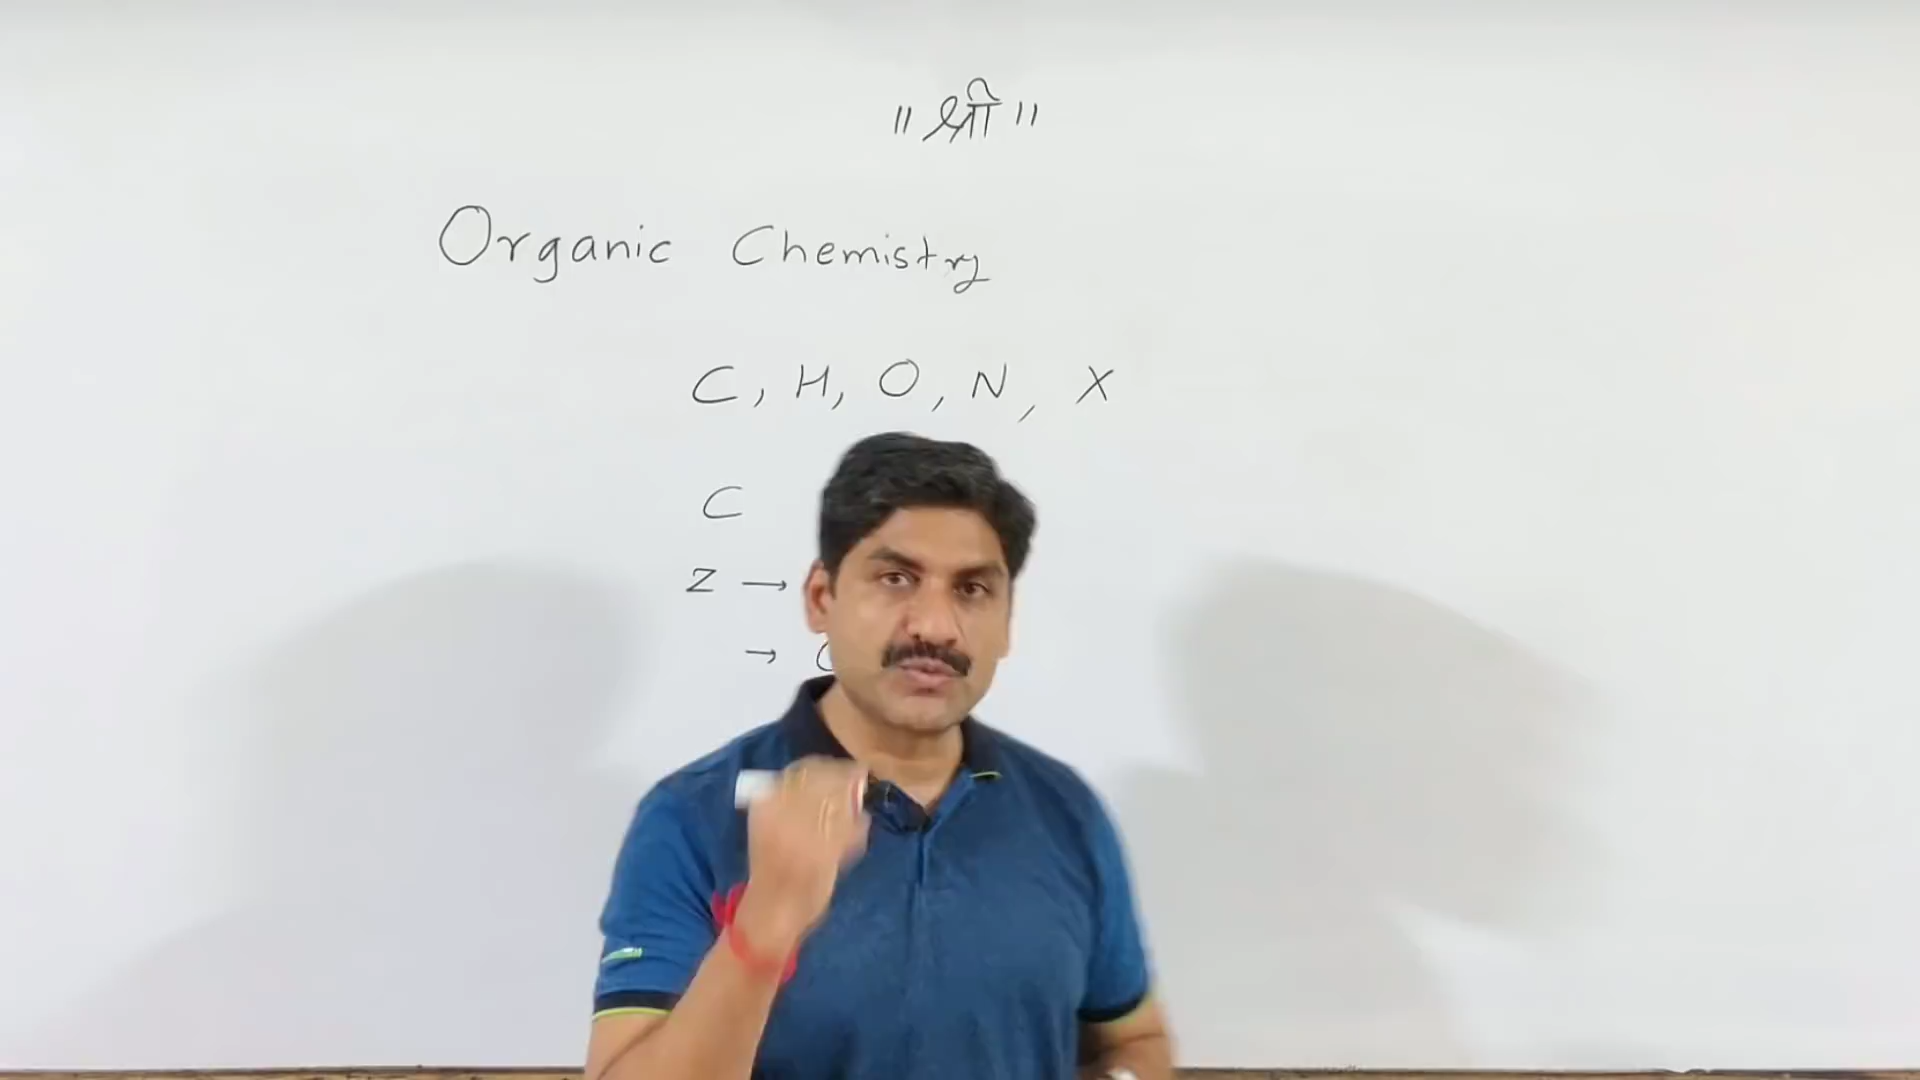 ॥ श्री ॥
Organic Chemistry
C, H, O, N, X
C
Z →
→